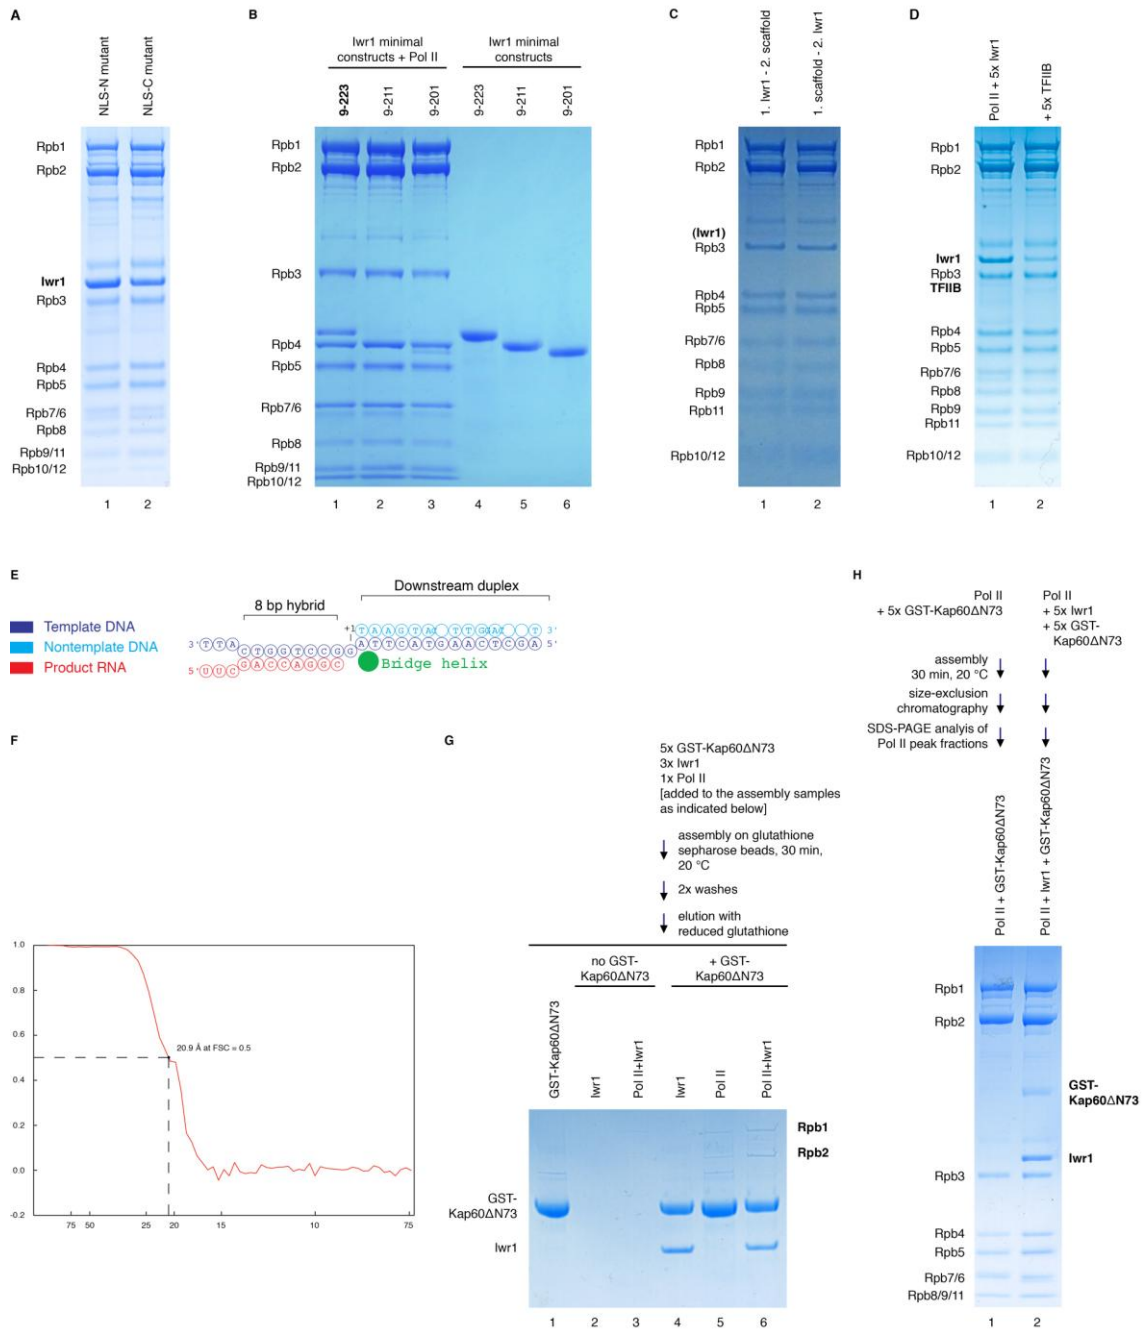 A
NLS-N mutant
NLS-C mutant
Rpb1
Rpb2
Iwr1
Rpb3
Rpb4
Rpb5
Rpb7/6
Rpb8
Rpb9/11
Rpb10/12
1 2
B
Iwr1 minimal
constructs + Pol II
Iwr1 minimal
constructs
9-223
9-211
9-201
9-223
9-211
9-201
Rpb1
Rpb2
Rpb3
Rpb4
Rpb5
Rpb7/6
Rpb8
Rpb9/11
Rpb10/12
1 2 3 4 5 6
C
1. Iwr1 - 2. scaffold
1. scaffold - 2. Iwr1
Rpb1
Rpb2
(Iwr1)
Rpb3
Rpb4
Rpb5
Rpb7/6
Rpb8
Rpb9
Rpb11
Rpb10/12
1 2
D
Pol II + 5x Iwr1
+ 5x TFIIB
Rpb1
Rpb2
Iwr1
Rpb3
TFIIB
Rpb4
Rpb5
Rpb7/6
Rpb8
Rpb9
Rpb11
Rpb10/12
1 2
E
Template DNA
Nontemplate DNA
Product RNA
8 bp hybrid
Downstream duplex
+1
3' TTA CTGGTCCGG ATTCATGAACTCGA 5'
5' UUC GACCAGGC
Bridge helix
F
1.0
0.8
0.6
0.4
0.2
0.0
-0.2
20.9 Å at FSC = 0.5
75 50 25 20 15 10 75
G
5x GST-Kap60ΔN73
3x Iwr1
1x Pol II
[added to the assembly samples
as indicated below]
assembly on glutathione
sepharose beads, 30 min,
20 °C
2x washes
elution with
reduced glutathione
no GST-
Kap60ΔN73
+ GST-
Kap60ΔN73
GST-Kap60ΔN73
Iwr1
Pol II+Iwr1
Iwr1
Pol II
Pol II+Iwr1
Rpb1
Rpb2
GST-
Kap60ΔN73
Iwr1
1 2 3 4 5 6
H
Pol II
+ 5x GST-Kap60ΔN73
Pol II
+ 5x Iwr1
+ 5x GST-
Kap60ΔN73
assembly
30 min, 20 °C
size-exclusion
chromatography
SDS-PAGE analyis of
Pol II peak fractions
Pol II + GST-Kap60ΔN73
Pol II + Iwr1 + GST-Kap60ΔN73
Rpb1
Rpb2
GST-
Kap60ΔN73
Iwr1
Rpb3
Rpb4
Rpb5
Rpb7/6
Rpb8/9/11
1 2